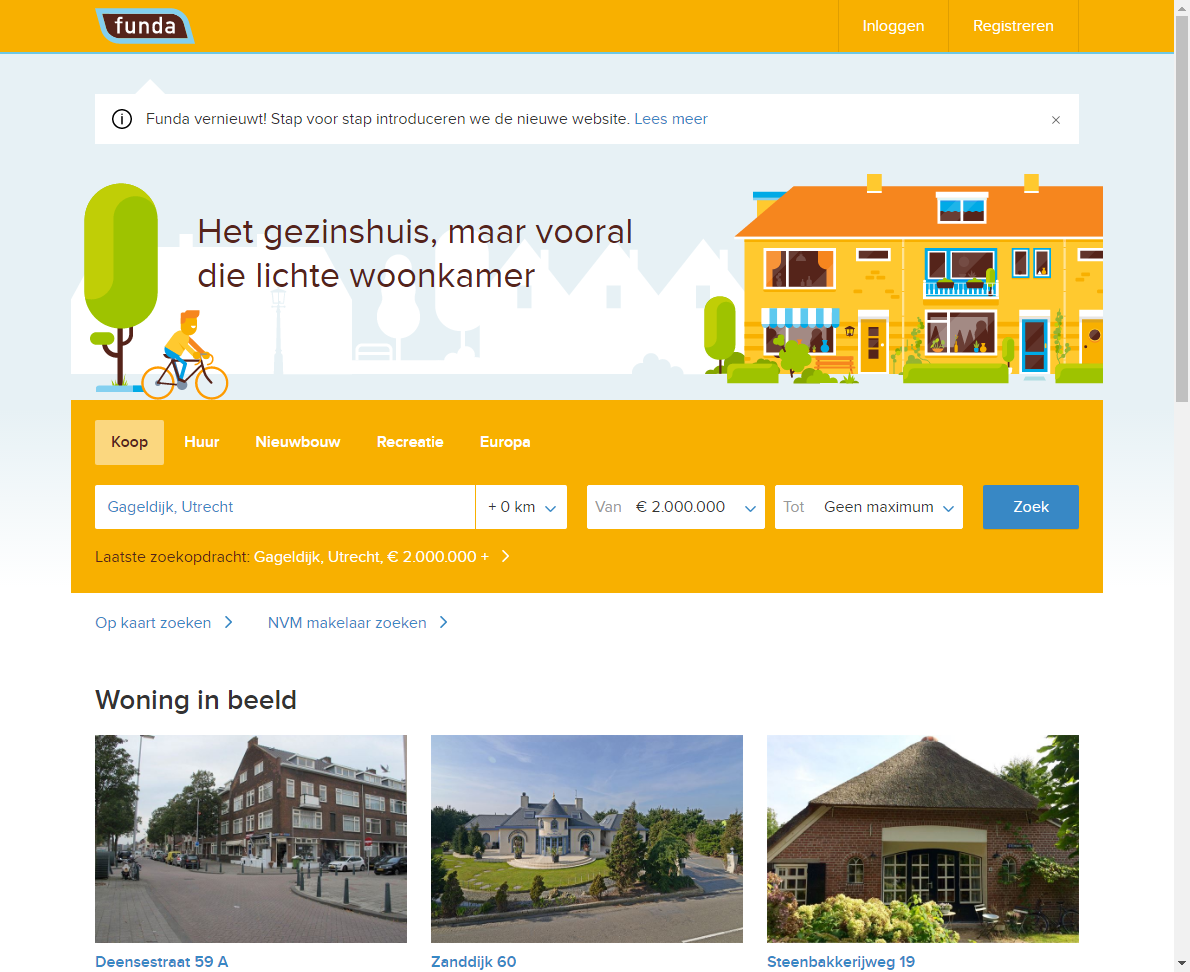 funda
Inloggen
Registreren
Funda vernieuwt! Stap voor stap introduceren we de nieuwe website. Lees meer
Het gezinshuis, maar vooral
die lichte woonkamer
Koop
Huur
Nieuwbouw
Recreatie
Europa
Gageldijk, Utrecht
+ 0 km
Van € 2.000.000
Tot Geen maximum
Zoek
Laatste zoekopdracht: Gageldijk, Utrecht, € 2.000.000 +
Op kaart zoeken
NVM makelaar zoeken
Woning in beeld
Deensestraat 59 A
Zanddijk 60
Steenbakkerijweg 19